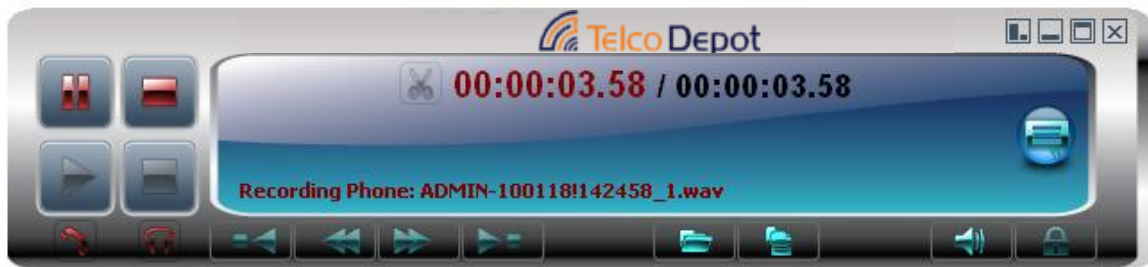 Telco Depot
00:00:03.58 / 00:00:03.58
Recording Phone: ADMIN-100118!142458_1.wav